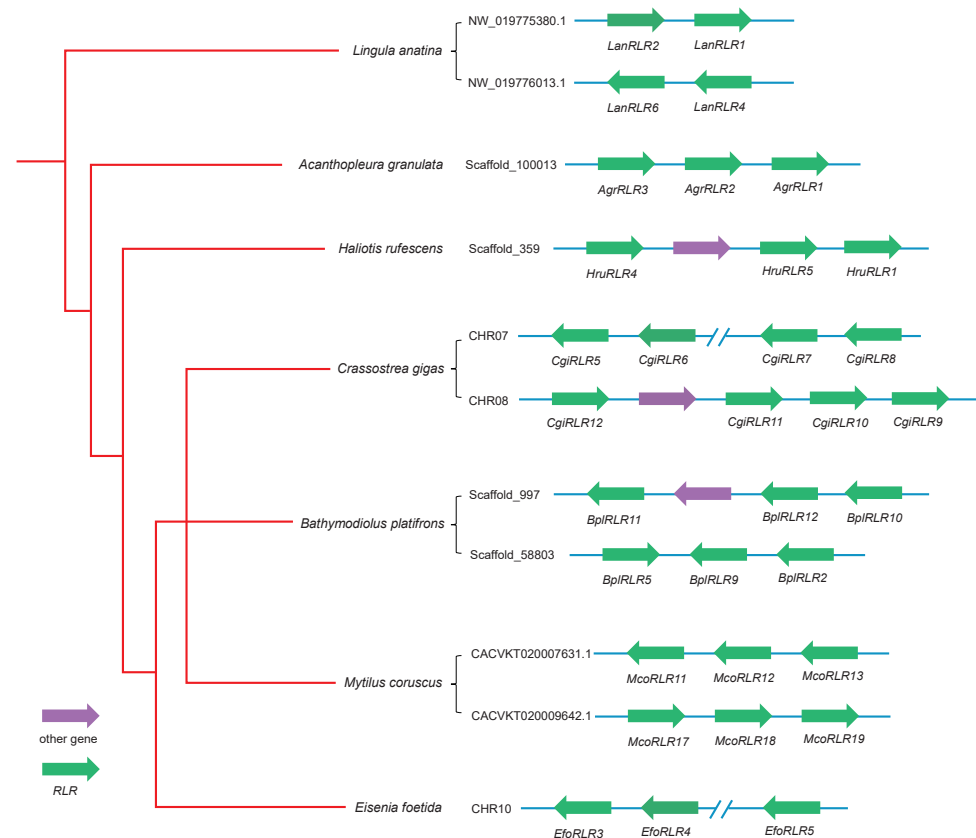 NW_019775380.1
LanRLR2 LanRLR1
Lingula anatina
NW_019776013.1
LanRLR6 LanRLR4
Acanthopleura granulata Scaffold_100013
AgrRLR3 AgrRLR2 AgrRLR1
Haliotis rufescens Scaffold_359
HruRLR4 HruRLR5 HruRLR1
CHR07
CgiRLR5 CgiRLR6 CgiRLR7 CgiRLR8
Crassostrea gigas
CHR08
CgiRLR12 CgiRLR11 CgiRLR10 CgiRLR9
Scaffold_997
BplRLR11 BplRLR12 BplRLR10
Bathymodiolus platifrons
Scaffold_58803
BplRLR5 BplRLR9 BplRLR2
CACVKT020007631.1
McoRLR11 McoRLR12 McoRLR13
Mytilus coruscus
CACVKT020009642.1
McoRLR17 McoRLR18 McoRLR19
other gene
RLR
Eisenia foetida CHR10
EfoRLR3 EfoRLR4 EfoRLR5